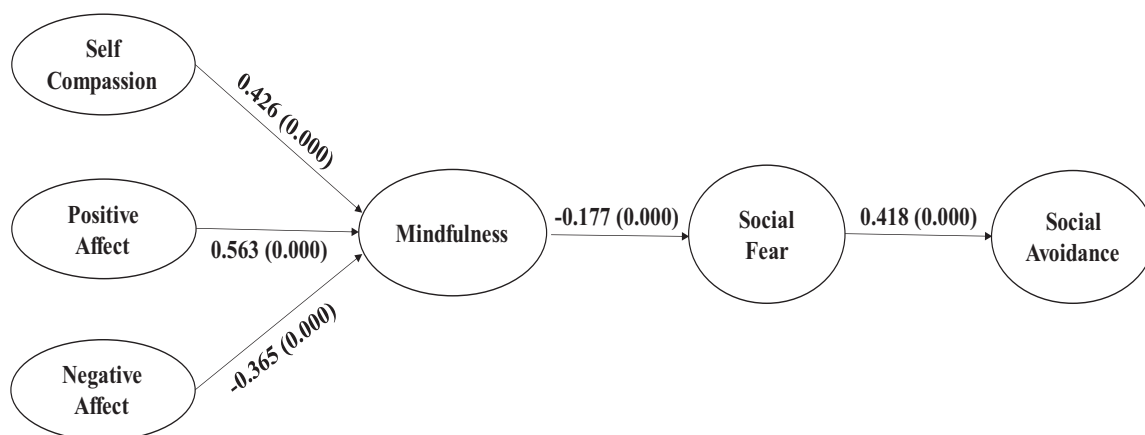 Self
Compassion
0.426 (0.000)
Positive
Affect
0.563 (0.000)
Negative
Affect
-0.365 (0.000)
Mindfulness
-0.177 (0.000)
Social
Fear
0.418 (0.000)
Social
Avoidance